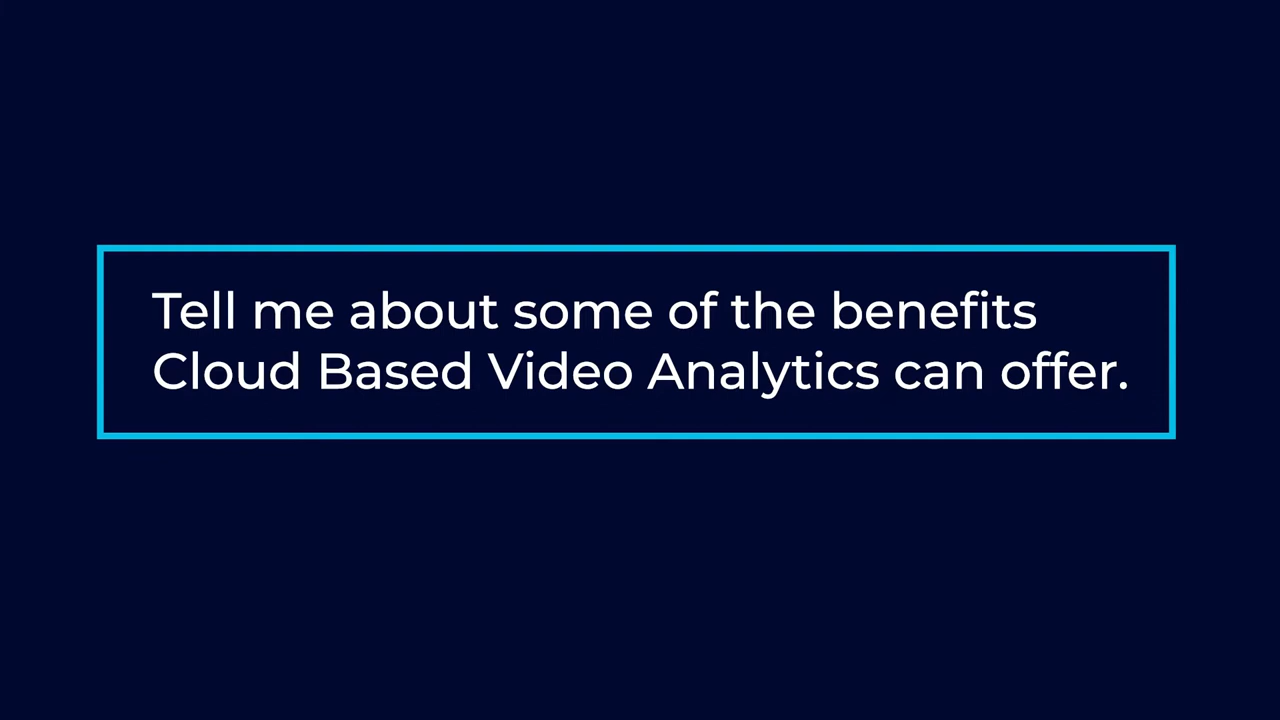 Tell me about some of the benefits
Cloud Based Video Analytics can offer.